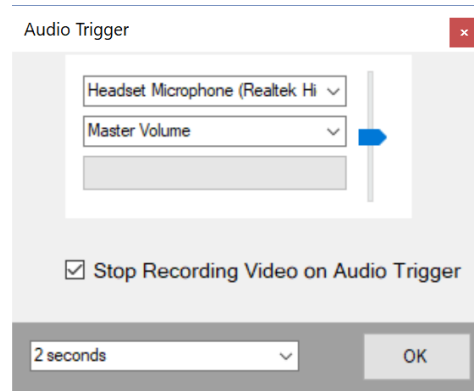 Audio Trigger
Headset Microphone (Realtek Hi
Master Volume
Stop Recording Video on Audio Trigger
2 seconds
OK